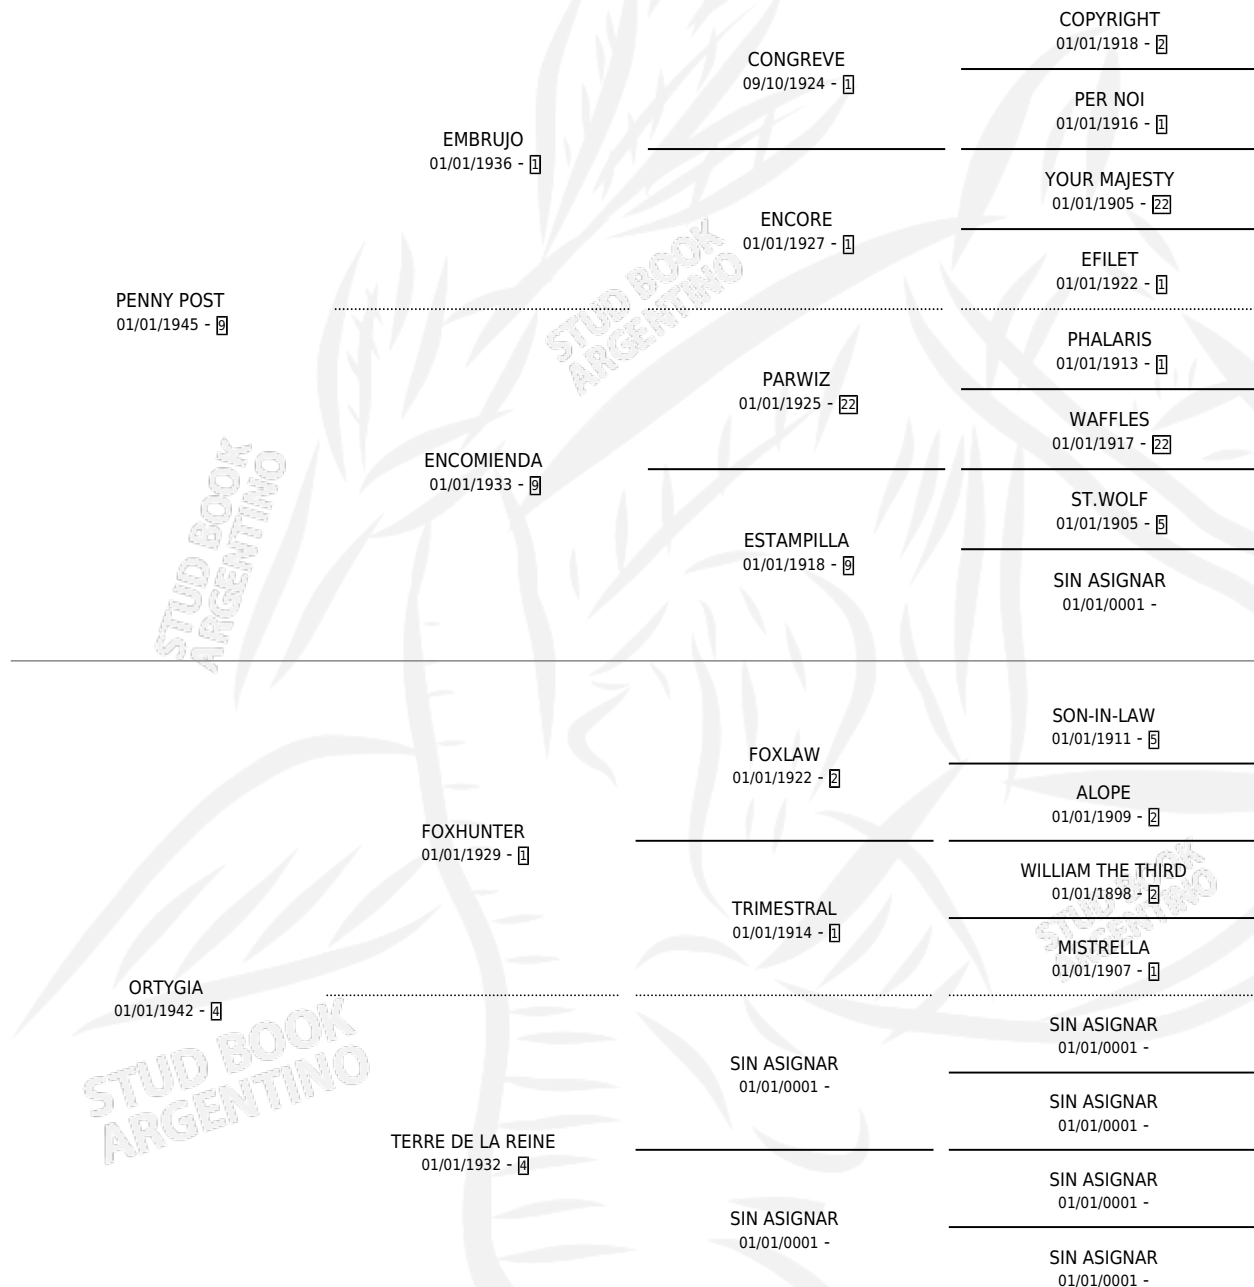 COPYRIGHT
01/01/1918 - 2
CONGREVE
09/10/1924 - 1
PER NOI
01/01/1916 - 1
EMBRUJO
01/01/1936 - 1
YOUR MAJESTY
01/01/1905 - 22
ENCORE
01/01/1927 - 1
EFILET
01/01/1922 - 1
PENNY POST
01/01/1945 - 9
PHALARIS
01/01/1913 - 1
PARWIZ
01/01/1925 - 22
WAFFLES
01/01/1917 - 22
ENCOMIENDA
01/01/1933 - 9
ST.WOLF
01/01/1905 - 5
ESTAMPILLA
01/01/1918 - 9
SIN ASIGNAR
01/01/0001 -
STUD BOOK
ARGENTINO
STUD BOOK
ARGENTINO
SON-IN-LAW
01/01/1911 - 5
FOXLAW
01/01/1922 - 2
ALOPE
01/01/1909 - 2
FOXHUNTER
01/01/1929 - 1
WILLIAM THE THIRD
01/01/1898 - 2
TRIMESTRAL
01/01/1914 - 1
MISTRELLA
01/01/1907 - 1
STUD BOOK
ARGENTINO
ORTYGIA
01/01/1942 - 4
SIN ASIGNAR
01/01/0001 -
SIN ASIGNAR
01/01/0001 -
SIN ASIGNAR
01/01/0001 -
TERRE DE LA REINE
01/01/1932 - 4
SIN ASIGNAR
01/01/0001 -
SIN ASIGNAR
01/01/0001 -
SIN ASIGNAR
01/01/0001 -
STUD BOOK
ARGENTINO